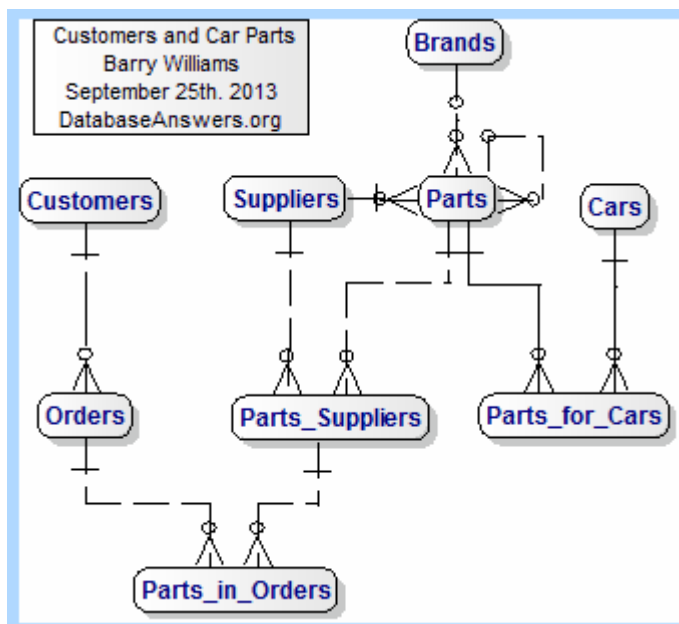 Customers and Car Parts
Barry Williams
September 25th. 2013
DatabaseAnswers.org
Brands
Customers
Suppliers
Parts
Cars
Orders
Parts_Suppliers
Parts_for_Cars
Parts_in_Orders